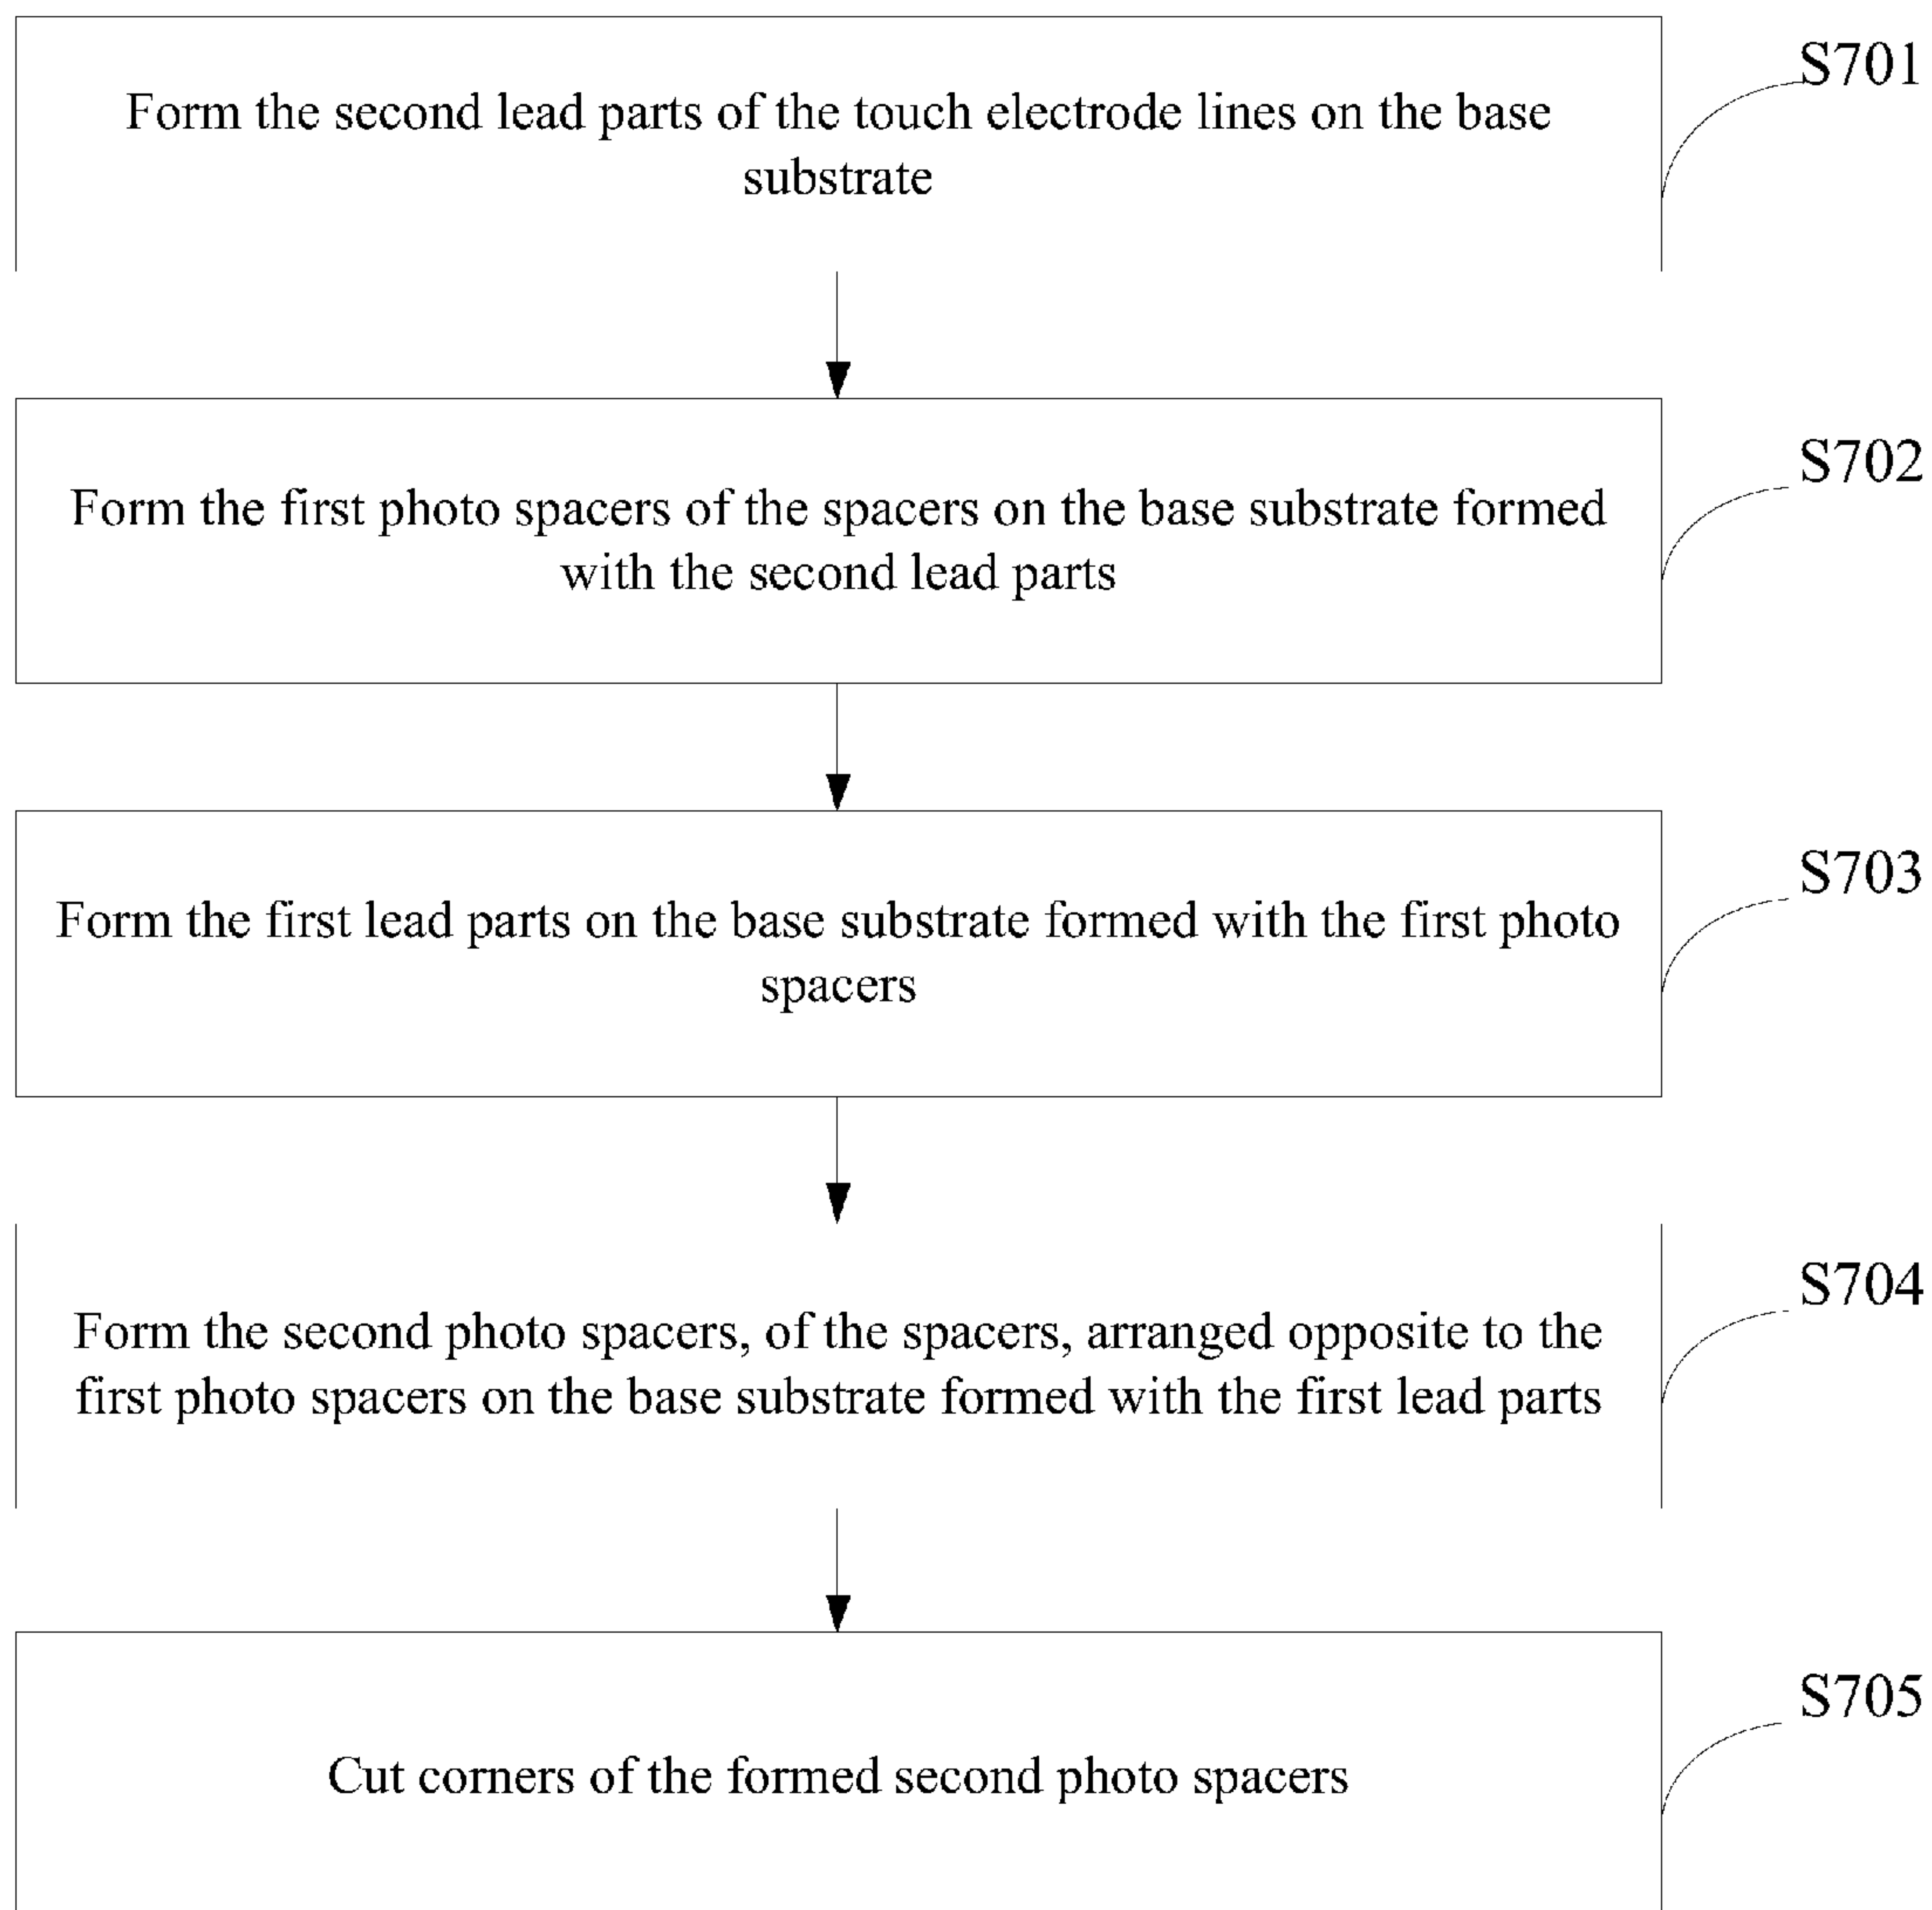 S701
Form the second lead parts of the touch electrode lines on the base
substrate
S702
Form the first photo spacers of the spacers on the base substrate formed
with the second lead parts
S703
Form the first lead parts on the base substrate formed with the first photo
spacers
S704
Form the second photo spacers, of the spacers, arranged opposite to the
first photo spacers on the base substrate formed with the first lead parts
S705
Cut corners of the formed second photo spacers